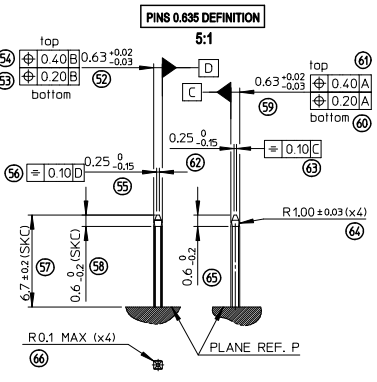 PINS 0.635 DEFINITION
5:1
top
54 ⌖ 0.40 B 0.63 +0.02 -0.03
53 ⌖ 0.20 B 52
bottom
D
top 61
C 0.63 +0.02 -0.03 ⌖ 0.40 A
59 ⌖ 0.20 A
bottom 60
0.25 0 -0.15
62
⌯ 0.10 C
63
56 ⌯ 0.10 D
0.25 0 -0.15
55
R1.00 ±0.03 (x4)
64
6.7 ±0.2 (SKC)
57
0.6 0 -0.2 (SKC)
58
0.6 0 -0.2
65
R0.1 MAX (x4)
66
PLANE REF. P